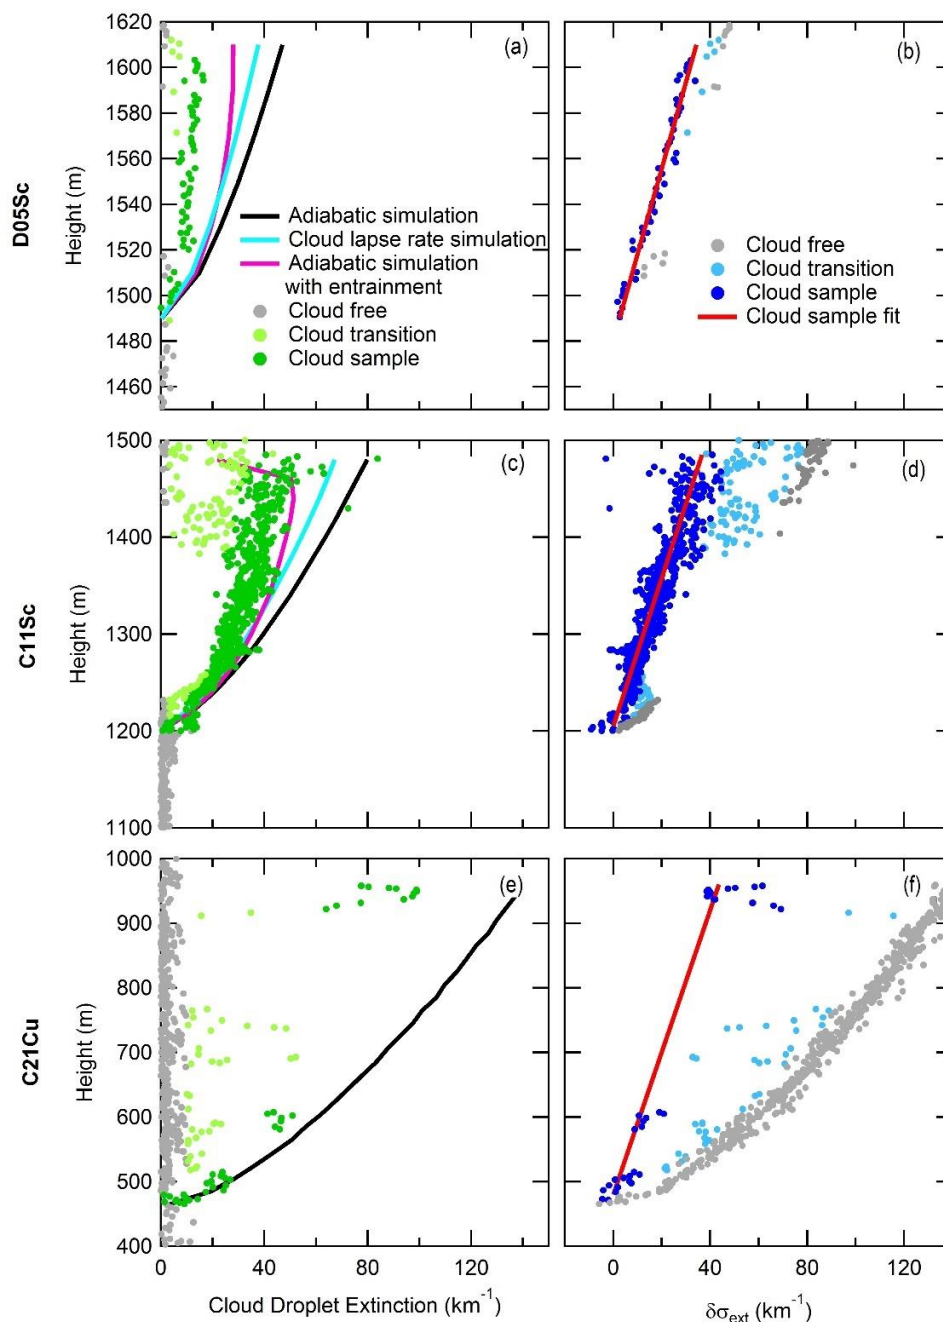 D05Sc
Height (m)
1620
1600
1580
1560
1540
1520
1500
1480
1460
(a)
Adiabatic simulation
Cloud lapse rate simulation
Adiabatic simulation
with entrainment
Cloud free
Cloud transition
Cloud sample
(b)
Cloud free
Cloud transition
Cloud sample
Cloud sample fit
C11Sc
Height (m)
1500
1400
1300
1200
1100
(c)
(d)
C21Cu
Height (m)
1000
900
800
700
600
500
400
(e)
(f)
0 40 80 120
Cloud Droplet Extinction (km⁻¹)
0 40 80 120
δσext (km⁻¹)